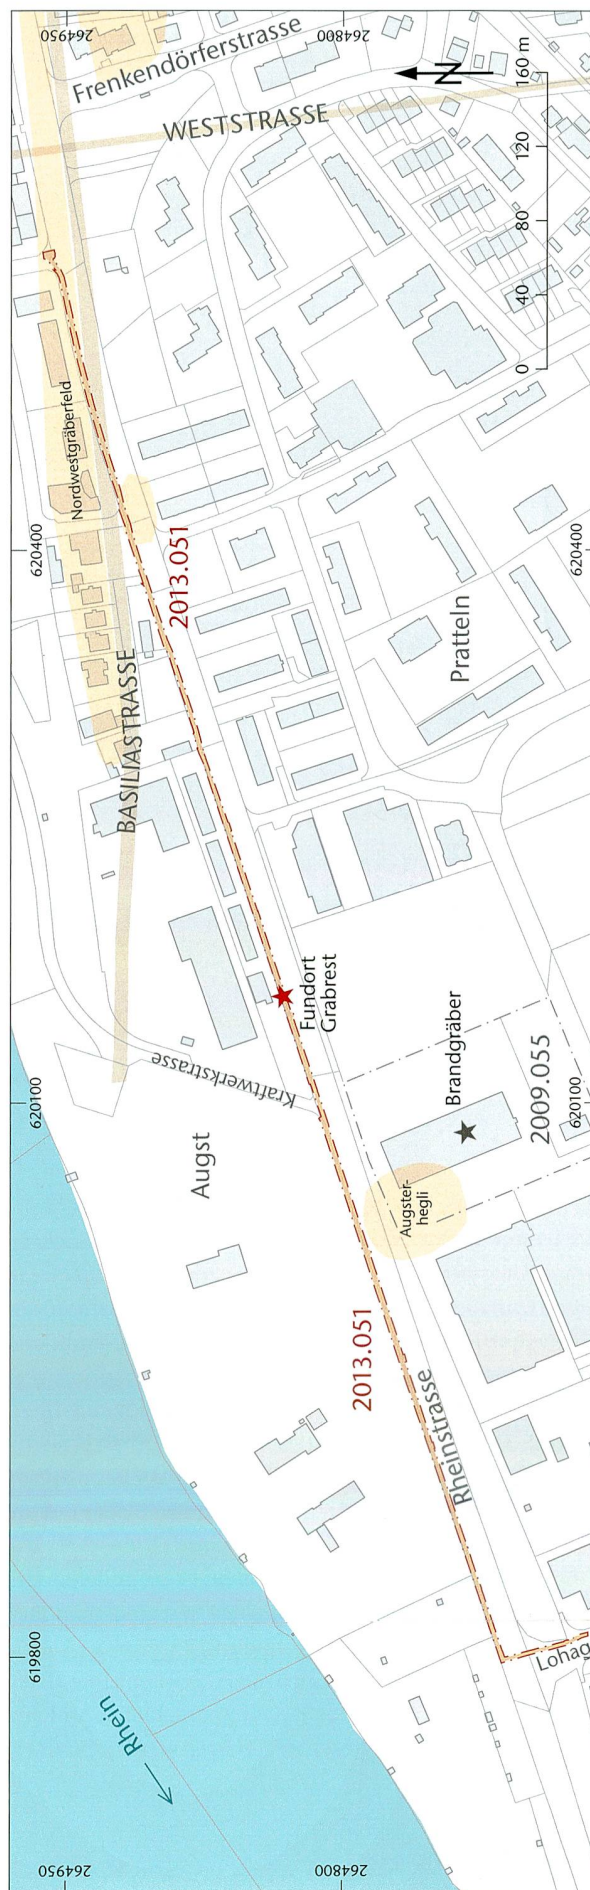 264950
264800
Frenkendörferstrasse
WESTSTRASSE
N
0 40 80 120 160 m
Nordwestgräberfeld
620400
620400
2013.051
BASILIASTRASSE
Pratteln
Fundort
Grabrest
Kraftwerkstrasse
Brandgräber
2009.055
620100
620100
Augst
Augster-
hegli
2013.051
Rheinstrasse
619800
Lohag
Rhein
264950
264800